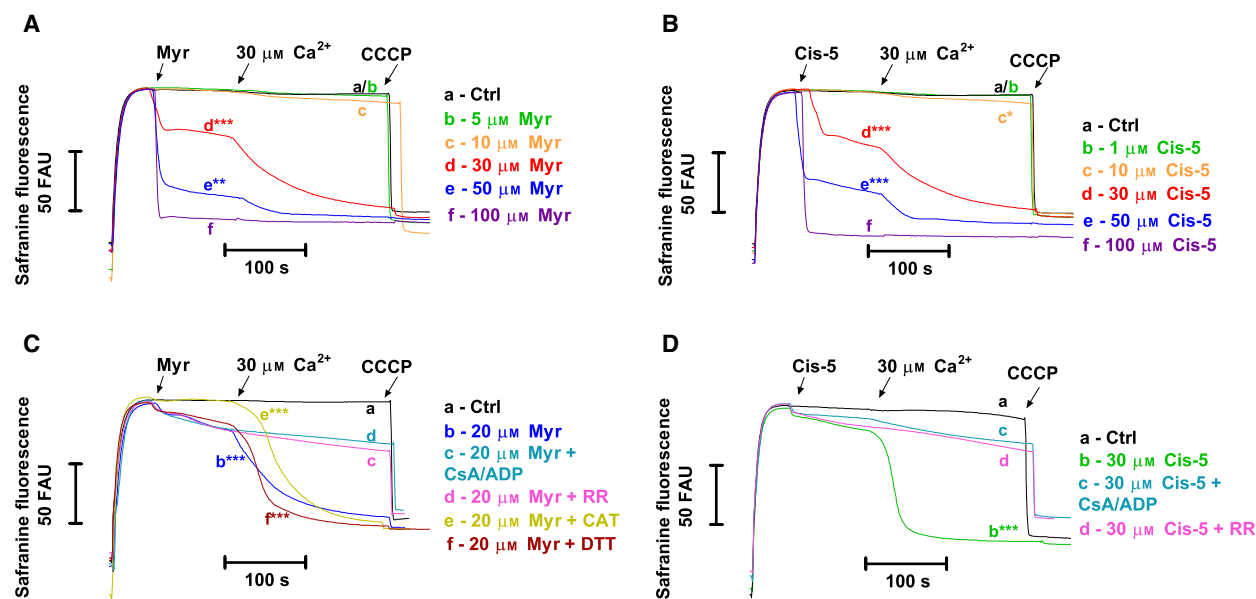 A
Myr
30 μM Ca2+
CCCP
a/b
c
d***
e**
f
Safranine fluorescence
50 FAU
100 s
a - Ctrl
b - 5 μM Myr
c - 10 μM Myr
d - 30 μM Myr
e - 50 μM Myr
f - 100 μM Myr
B
Cis-5
30 μM Ca2+
CCCP
a/b
c*
d***
e***
f
Safranine fluorescence
50 FAU
100 s
a - Ctrl
b - 1 μM Cis-5
c - 10 μM Cis-5
d - 30 μM Cis-5
e - 50 μM Cis-5
f - 100 μM Cis-5
C
Myr
30 μM Ca2+
CCCP
a
e***
d
c
b***
f***
Safranine fluorescence
50 FAU
100 s
a - Ctrl
b - 20 μM Myr
c - 20 μM Myr +
CsA/ADP
d - 20 μM Myr + RR
e - 20 μM Myr + CAT
f - 20 μM Myr + DTT
D
Cis-5
30 μM Ca2+
CCCP
a
c
d
b***
Safranine fluorescence
50 FAU
100 s
a - Ctrl
b - 30 μM Cis-5
c - 30 μM Cis-5 +
CsA/ADP
d - 30 μM Cis-5 + RR